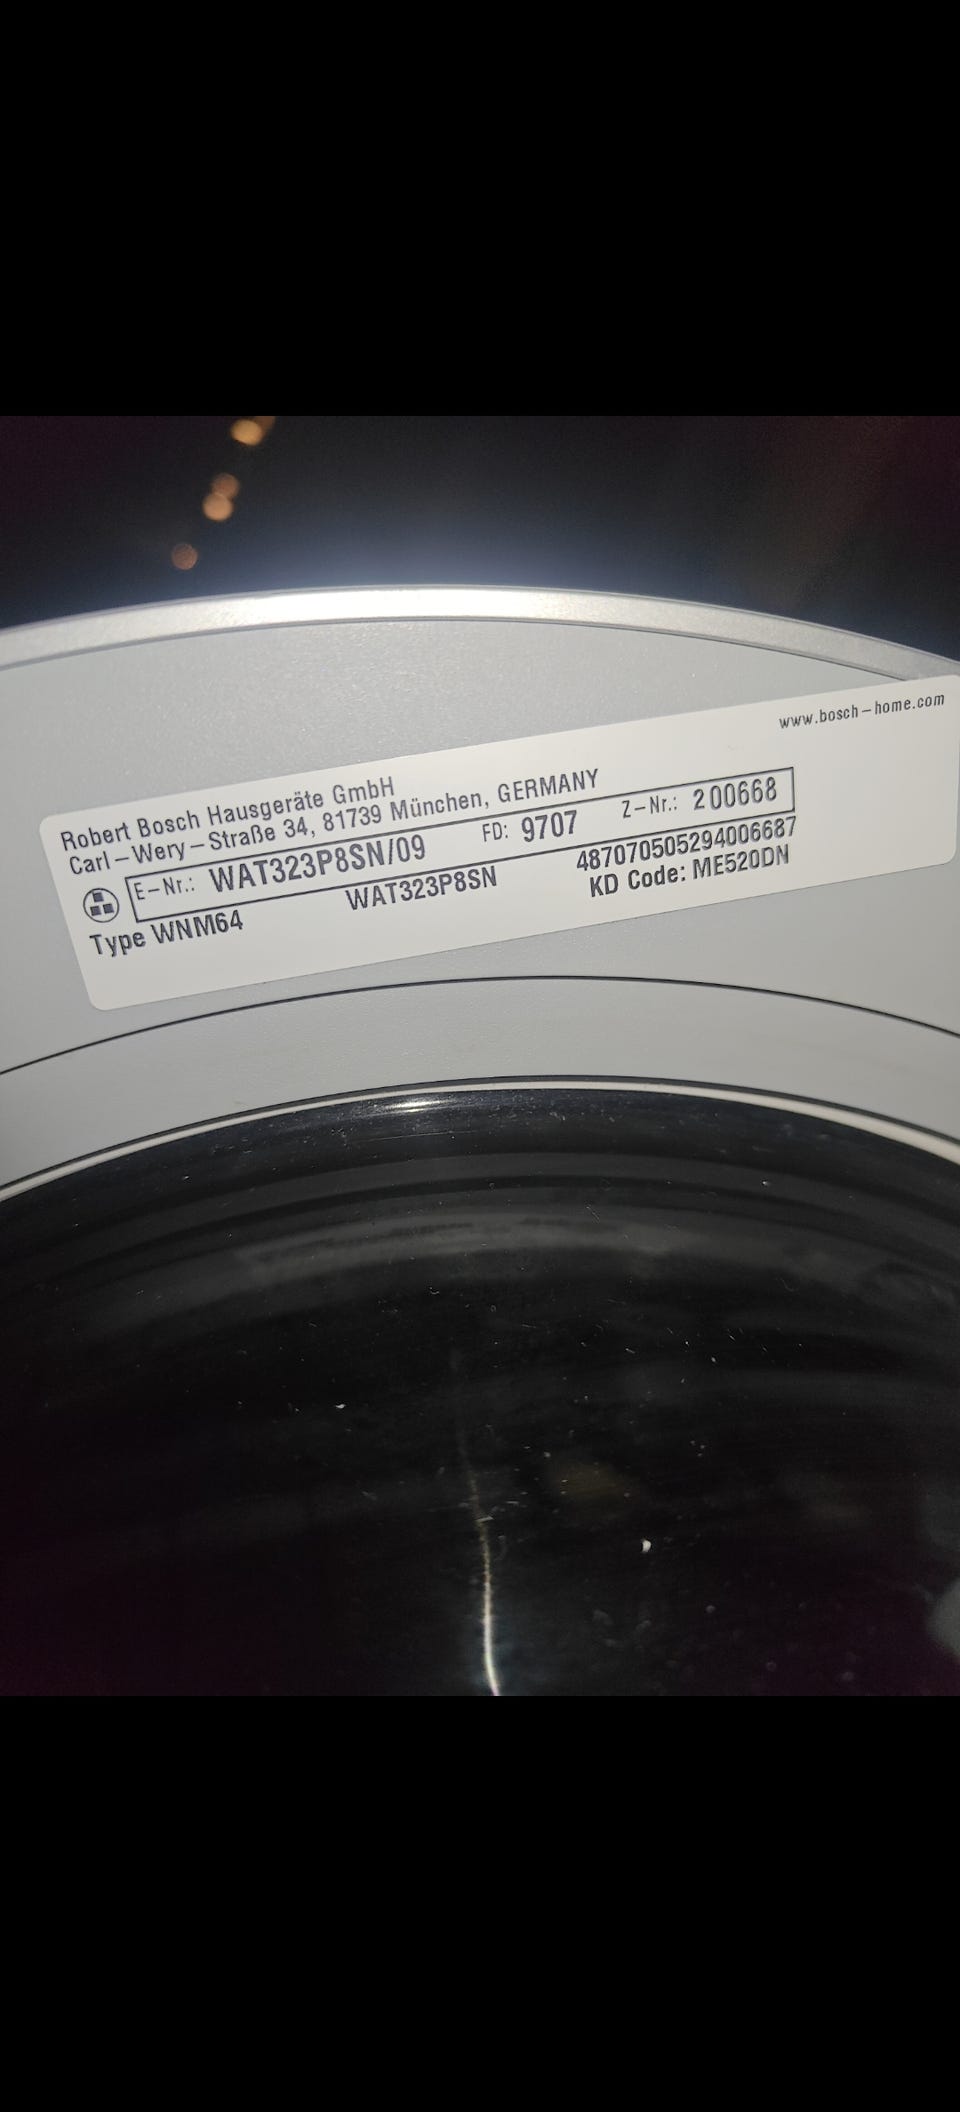 www.bosch-home.com
Robert Bosch Hausgeräte GmbH
Carl-Wery-Straße 34, 81739 München, GERMANY
E-Nr.: WAT323P8SN/09 FD: 9707 Z-Nr.: 200668
Type WNM64 WAT323P8SN 487070505294006687
KD Code: ME520DN